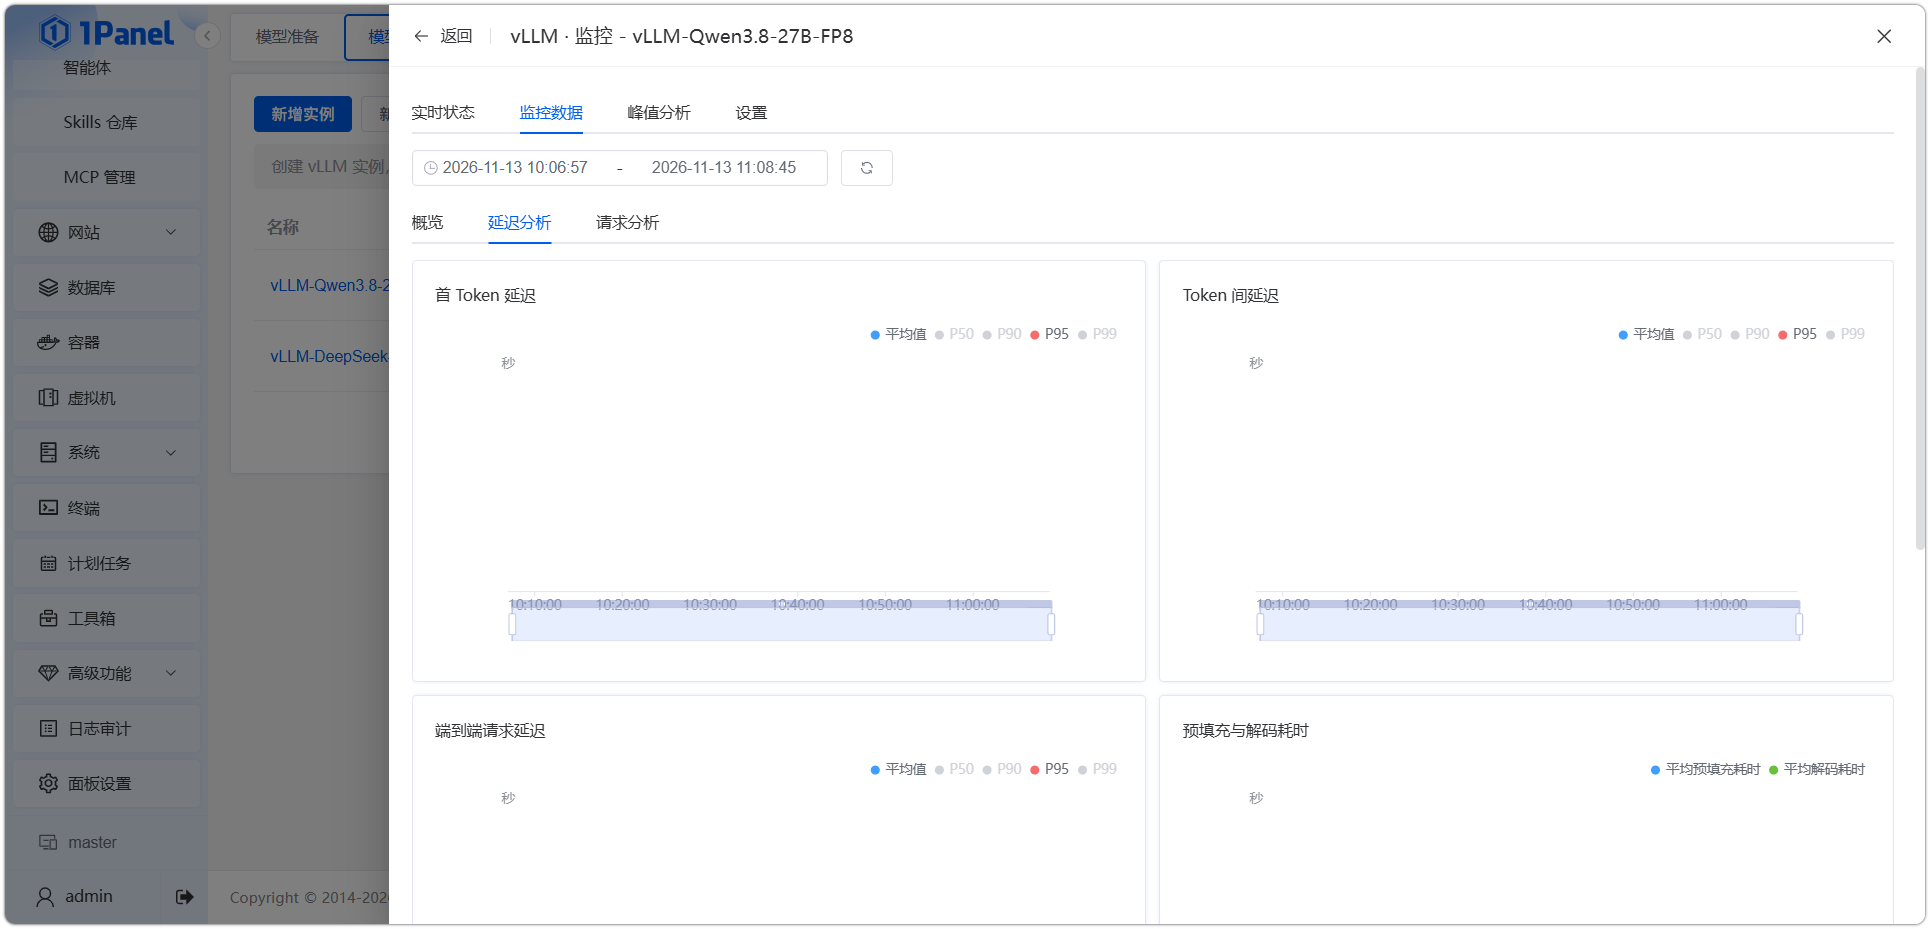 1Panel
智能体
Skills 仓库
MCP 管理
网站
数据库
容器
虚拟机
系统
终端
计划任务
工具箱
高级功能
日志审计
面板设置
master
admin
模型准备
新增实例
创建 vLLM 实例
名称
vLLM-Qwen3.8-2
vLLM-DeepSeek
Copyright © 2014-202
返回
vLLM · 监控 - vLLM-Qwen3.8-27B-FP8
实时状态 监控数据 峰值分析 设置
2026-11-13 10:06:57 - 2026-11-13 11:08:45
概览 延迟分析 请求分析
首 Token 延迟
平均值 P50 P90 P95 P99
秒
10:10:00 10:20:00 10:30:00 10:40:00 10:50:00 11:00:00
Token 间延迟
平均值 P50 P90 P95 P99
秒
10:10:00 10:20:00 10:30:00 10:40:00 10:50:00 11:00:00
端到端请求延迟
平均值 P50 P90 P95 P99
秒
预填充与解码耗时
平均预填充耗时 平均解码耗时
秒